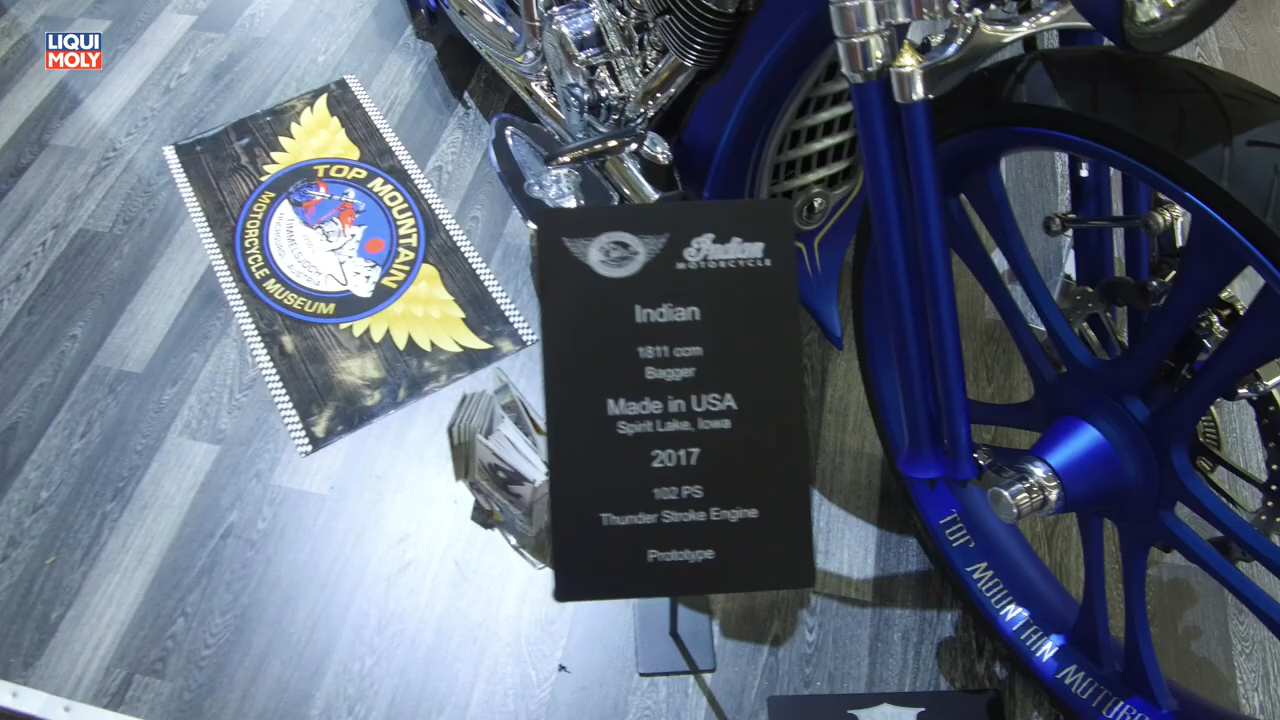 LIQUI
MOLY
TOP MOUNTAIN
MOTORCYCLE MUSEUM
Indian
MOTORCYCLE
Indian
1811 ccm
Bagger
Made in USA
Spirit Lake, Iowa
2017
102 PS
Thunder Stroke Engine
Prototype
TOP MOUNTAIN MOTORC